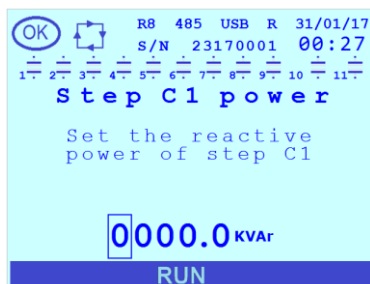 OK R8 485 USB R 31/01/17
S/N 23170001 00:27
1 2 3 4 5 6 7 8 9 10 11
Step C1 power
Set the reactive
power of step C1
0000.0 KVAr
RUN